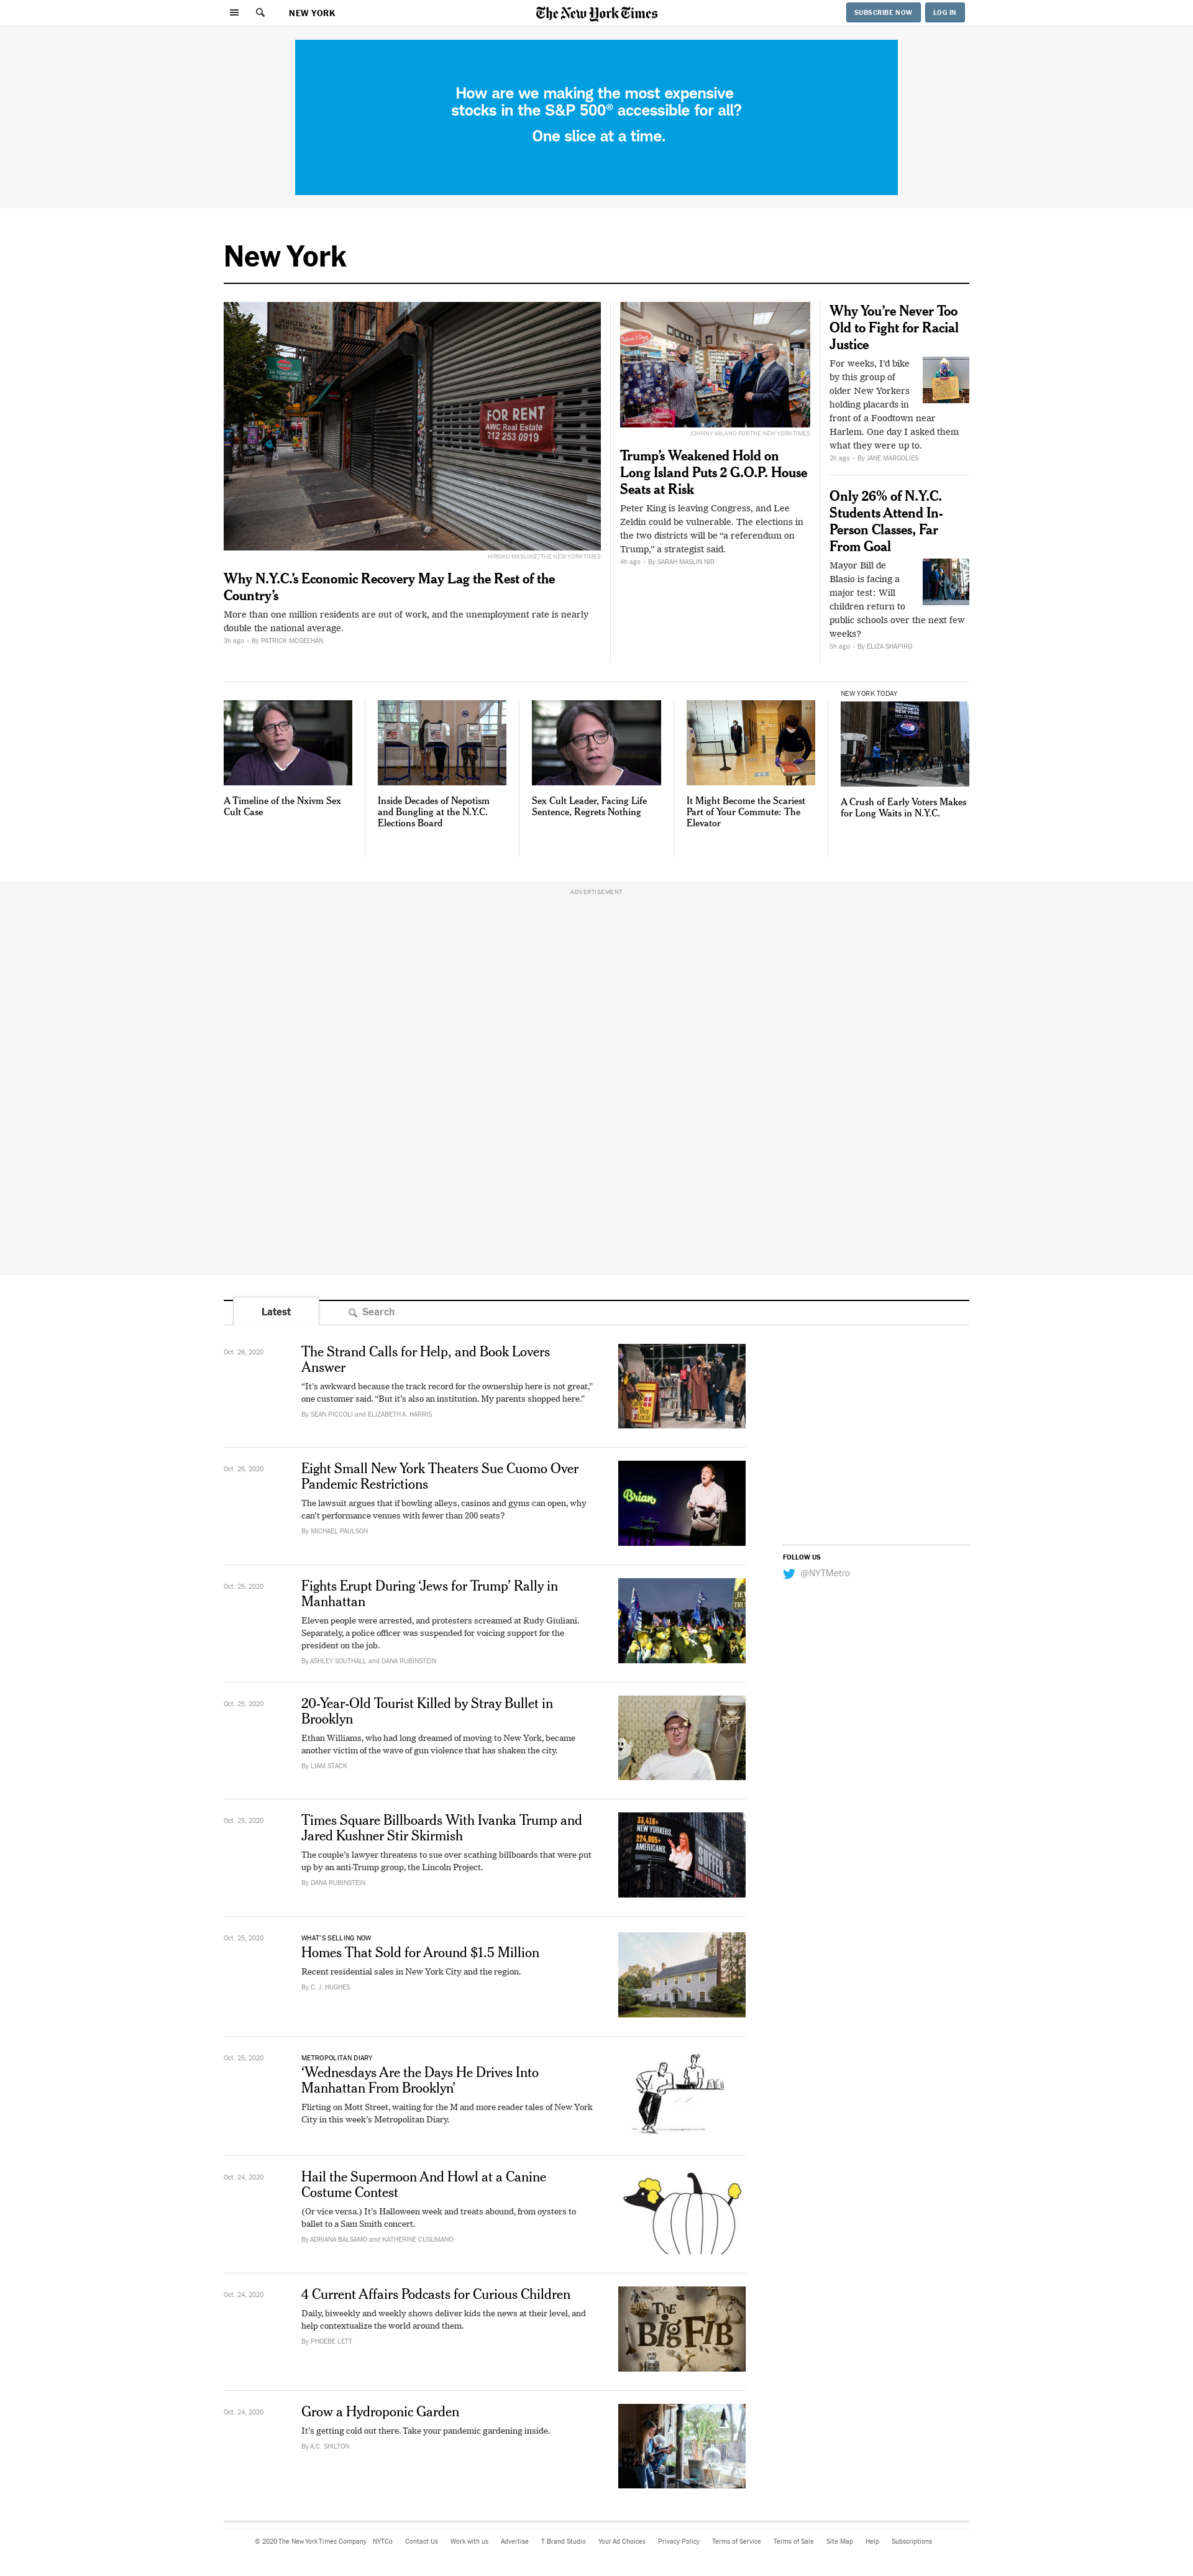 NEW YORK
The New York Times
SUBSCRIBE NOW
LOG IN
How are we making the most expensive
stocks in the S&P 500® accessible for all?
One slice at a time.
New York
FOR RENT
AWC Real Estate
212 253 0919
HIROKO MASUIKE/THE NEW YORK TIMES
Why N.Y.C.’s Economic Recovery May Lag the Rest of the
Country’s
More than one million residents are out of work, and the unemployment rate is nearly
double the national average.
3h ago • By PATRICK MCGEEHAN
JOHNNY MILANO FOR THE NEW YORK TIMES
Trump’s Weakened Hold on
Long Island Puts 2 G.O.P. House
Seats at Risk
Peter King is leaving Congress, and Lee
Zeldin could be vulnerable. The elections in
the two districts will be “a referendum on
Trump,” a strategist said.
4h ago • By SARAH MASLIN NIR
Why You’re Never Too
Old to Fight for Racial
Justice
For weeks, I’d bike
by this group of
older New Yorkers
holding placards in
front of a Foodtown near
Harlem. One day I asked them
what they were up to.
2h ago • By JANE MARGOLIES
Only 26% of N.Y.C.
Students Attend In-
Person Classes, Far
From Goal
Mayor Bill de
Blasio is facing a
major test: Will
children return to
public schools over the next few
weeks?
5h ago • By ELIZA SHAPIRO
A Timeline of the Nxivm Sex
Cult Case
Inside Decades of Nepotism
and Bungling at the N.Y.C.
Elections Board
Sex Cult Leader, Facing Life
Sentence, Regrets Nothing
It Might Become the Scariest
Part of Your Commute: The
Elevator
NEW YORK TODAY
A Crush of Early Voters Makes
for Long Waits in N.Y.C.
ADVERTISEMENT
Latest
Search
Oct. 26, 2020
The Strand Calls for Help, and Book Lovers
Answer
“It’s awkward because the track record for the ownership here is not great,”
one customer said. “But it’s also an institution. My parents shopped here.”
By SEAN PICCOLI and ELIZABETH A. HARRIS
Buy
Local
Oct. 26, 2020
Eight Small New York Theaters Sue Cuomo Over
Pandemic Restrictions
The lawsuit argues that if bowling alleys, casinos and gyms can open, why
can’t performance venues with fewer than 200 seats?
By MICHAEL PAULSON
Brian
FOLLOW US
@NYTMetro
Oct. 25, 2020
Fights Erupt During ‘Jews for Trump’ Rally in
Manhattan
Eleven people were arrested, and protesters screamed at Rudy Giuliani.
Separately, a police officer was suspended for voicing support for the
president on the job.
By ASHLEY SOUTHALL and DANA RUBINSTEIN
Oct. 25, 2020
20-Year-Old Tourist Killed by Stray Bullet in
Brooklyn
Ethan Williams, who had long dreamed of moving to New York, became
another victim of the wave of gun violence that has shaken the city.
By LIAM STACK
Oct. 25, 2020
Times Square Billboards With Ivanka Trump and
Jared Kushner Stir Skirmish
The couple’s lawyer threatens to sue over scathing billboards that were put
up by an anti-Trump group, the Lincoln Project.
By DANA RUBINSTEIN
33,418+
NEW YORKERS.
224,005+
AMERICANS.
SUFFER
Oct. 25, 2020
WHAT’S SELLING NOW
Homes That Sold for Around $1.5 Million
Recent residential sales in New York City and the region.
By C. J. HUGHES
Oct. 25, 2020
METROPOLITAN DIARY
‘Wednesdays Are the Days He Drives Into
Manhattan From Brooklyn’
Flirting on Mott Street, waiting for the M and more reader tales of New York
City in this week’s Metropolitan Diary.
Oct. 24, 2020
Hail the Supermoon And Howl at a Canine
Costume Contest
(Or vice versa.) It’s Halloween week and treats abound, from oysters to
ballet to a Sam Smith concert.
By ADRIANA BALSAMO and KATHERINE CUSUMANO
Oct. 24, 2020
4 Current Affairs Podcasts for Curious Children
Daily, biweekly and weekly shows deliver kids the news at their level, and
help contextualize the world around them.
By PHOEBE LETT
THE
BIG FIB
Oct. 24, 2020
Grow a Hydroponic Garden
It’s getting cold out there. Take your pandemic gardening inside.
By A.C. SHILTON
© 2020 The New York Times Company NYTCo Contact Us Work with us Advertise T Brand Studio Your Ad Choices Privacy Policy Terms of Service Terms of Sale Site Map Help Subscriptions